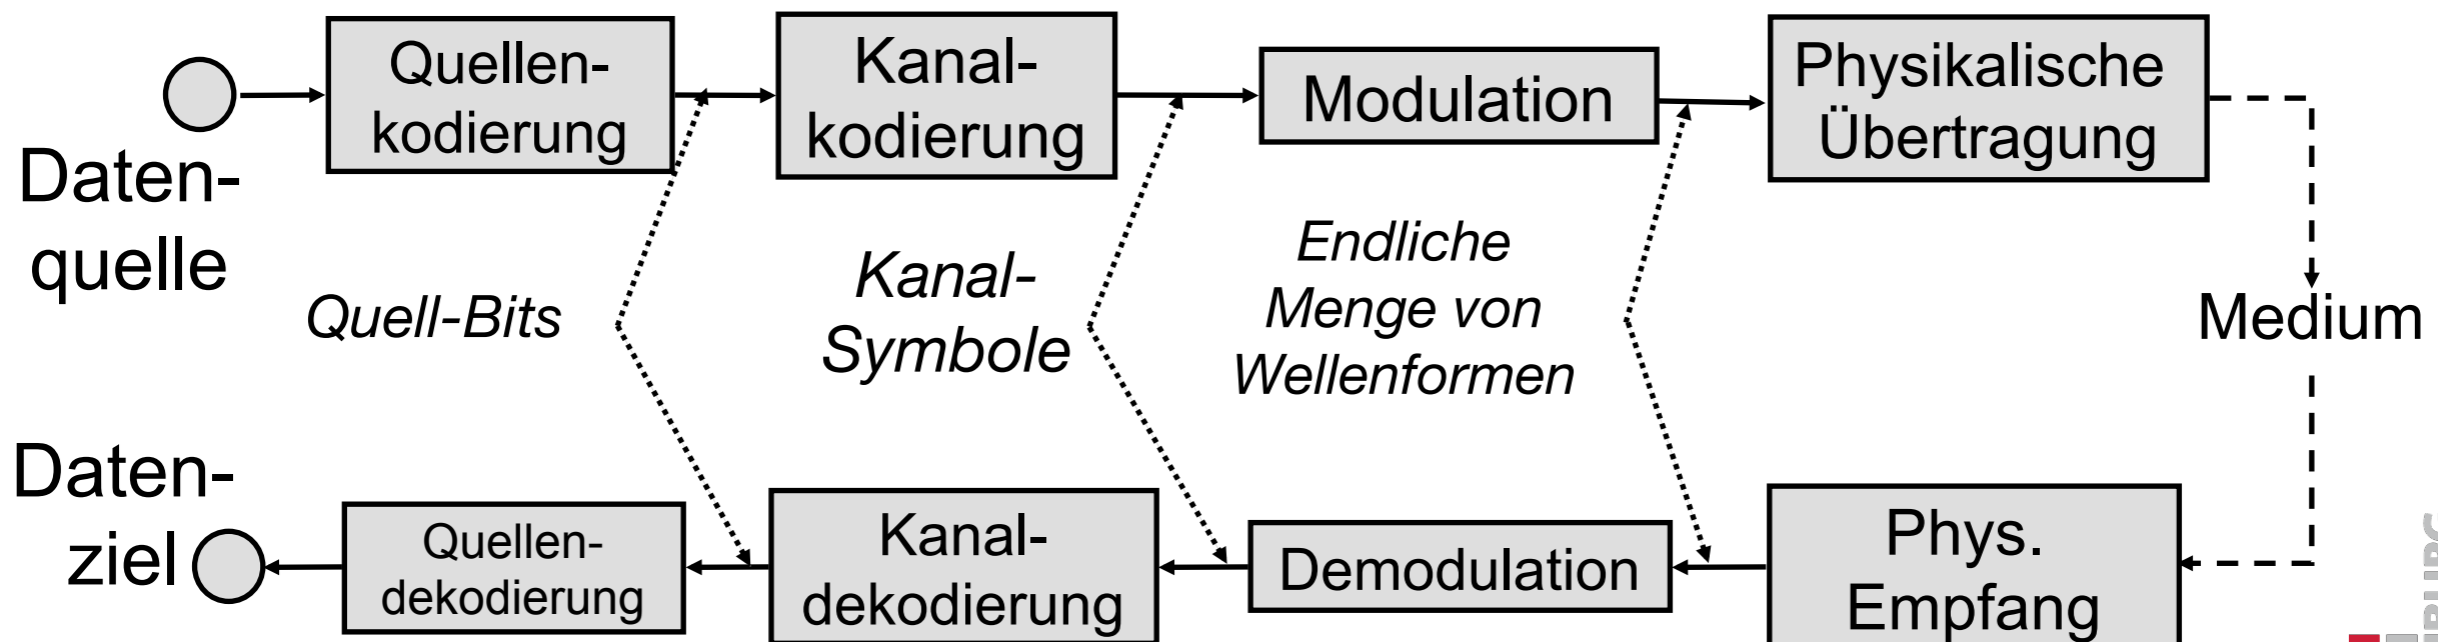 Quellen-
kodierung
Kanal-
kodierung
Modulation
Physikalische
Übertragung
Daten-
quelle
Quell-Bits
Kanal-
Symbole
Endliche
Menge von
Wellenformen
Medium
Daten-
ziel
Quellen-
dekodierung
Kanal-
dekodierung
Demodulation
Phys.
Empfang